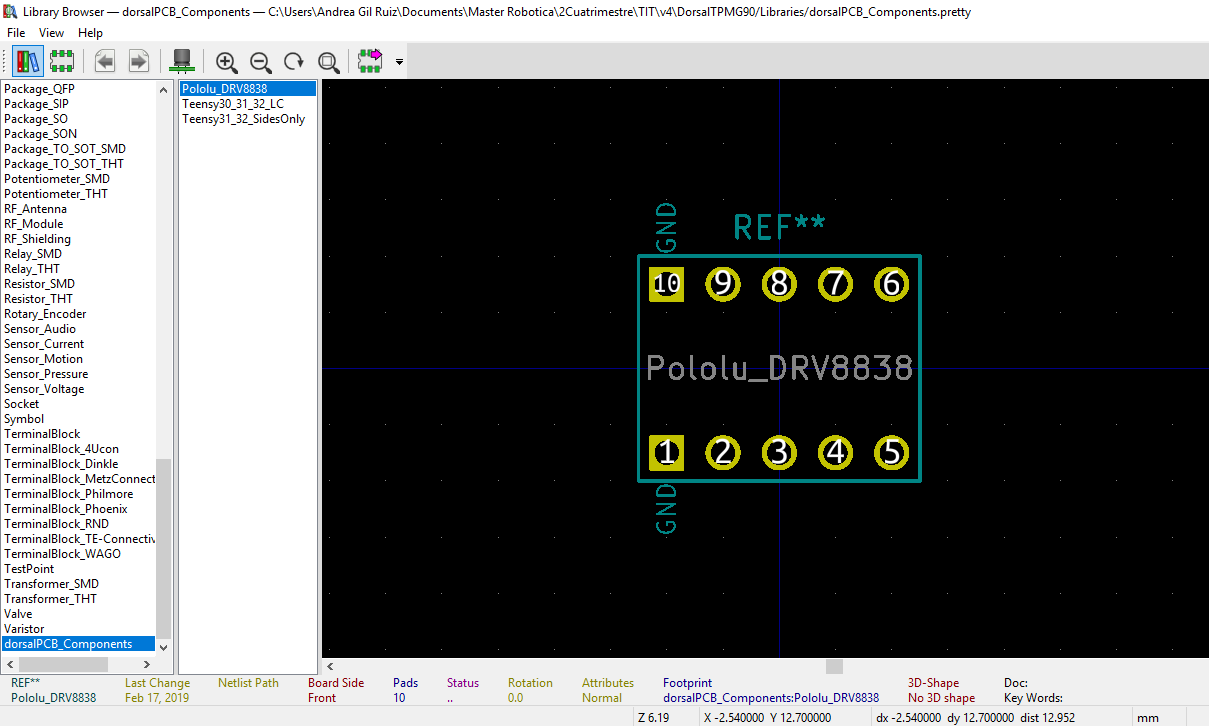 Library Browser — dorsalPCB_Components — C:\Users\Andrea Gil Ruiz\Documents\Master Robotica\2Cuatrimestre\TIT\v4\DorsalTPMG90/Libraries/dorsalPCB_Components.pretty
File View Help
Package_QFP
Package_SIP
Package_SO
Package_SON
Package_TO_SOT_SMD
Package_TO_SOT_THT
Potentiometer_SMD
Potentiometer_THT
RF_Antenna
RF_Module
RF_Shielding
Relay_SMD
Relay_THT
Resistor_SMD
Resistor_THT
Rotary_Encoder
Sensor_Audio
Sensor_Current
Sensor_Motion
Sensor_Pressure
Sensor_Voltage
Socket
Symbol
TerminalBlock
TerminalBlock_4Ucon
TerminalBlock_Dinkle
TerminalBlock_MetzConnect
TerminalBlock_Philmore
TerminalBlock_Phoenix
TerminalBlock_RND
TerminalBlock_TE-Connectiv
TerminalBlock_WAGO
TestPoint
Transformer_SMD
Transformer_THT
Valve
Varistor
dorsalPCB_Components
Pololu_DRV8838
Teensy30_31_32_LC
Teensy31_32_SidesOnly
GND
REF**
10 9 8 7 6
Pololu_DRV8838
1 2 3 4 5
GND
REF** Last Change Netlist Path Board Side Pads Status Rotation Attributes Footprint 3D-Shape Doc:
Pololu_DRV8838 Feb 17, 2019 Front 10 .. 0.0 Normal dorsalPCB_Components:Pololu_DRV8838 No 3D shape Key Words:
Z 6.19 X -2.540000 Y 12.700000 dx -2.540000 dy 12.700000 dist 12.952 mm